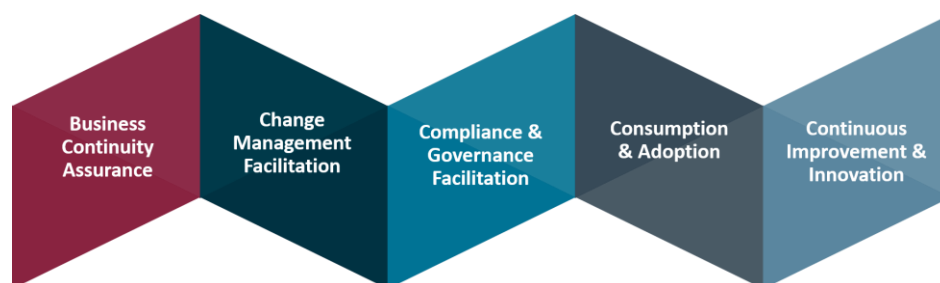 Business
Continuity
Assurance
Change
Management
Facilitation
Compliance &
Governance
Facilitation
Consumption
& Adoption
Continuous
Improvement &
Innovation